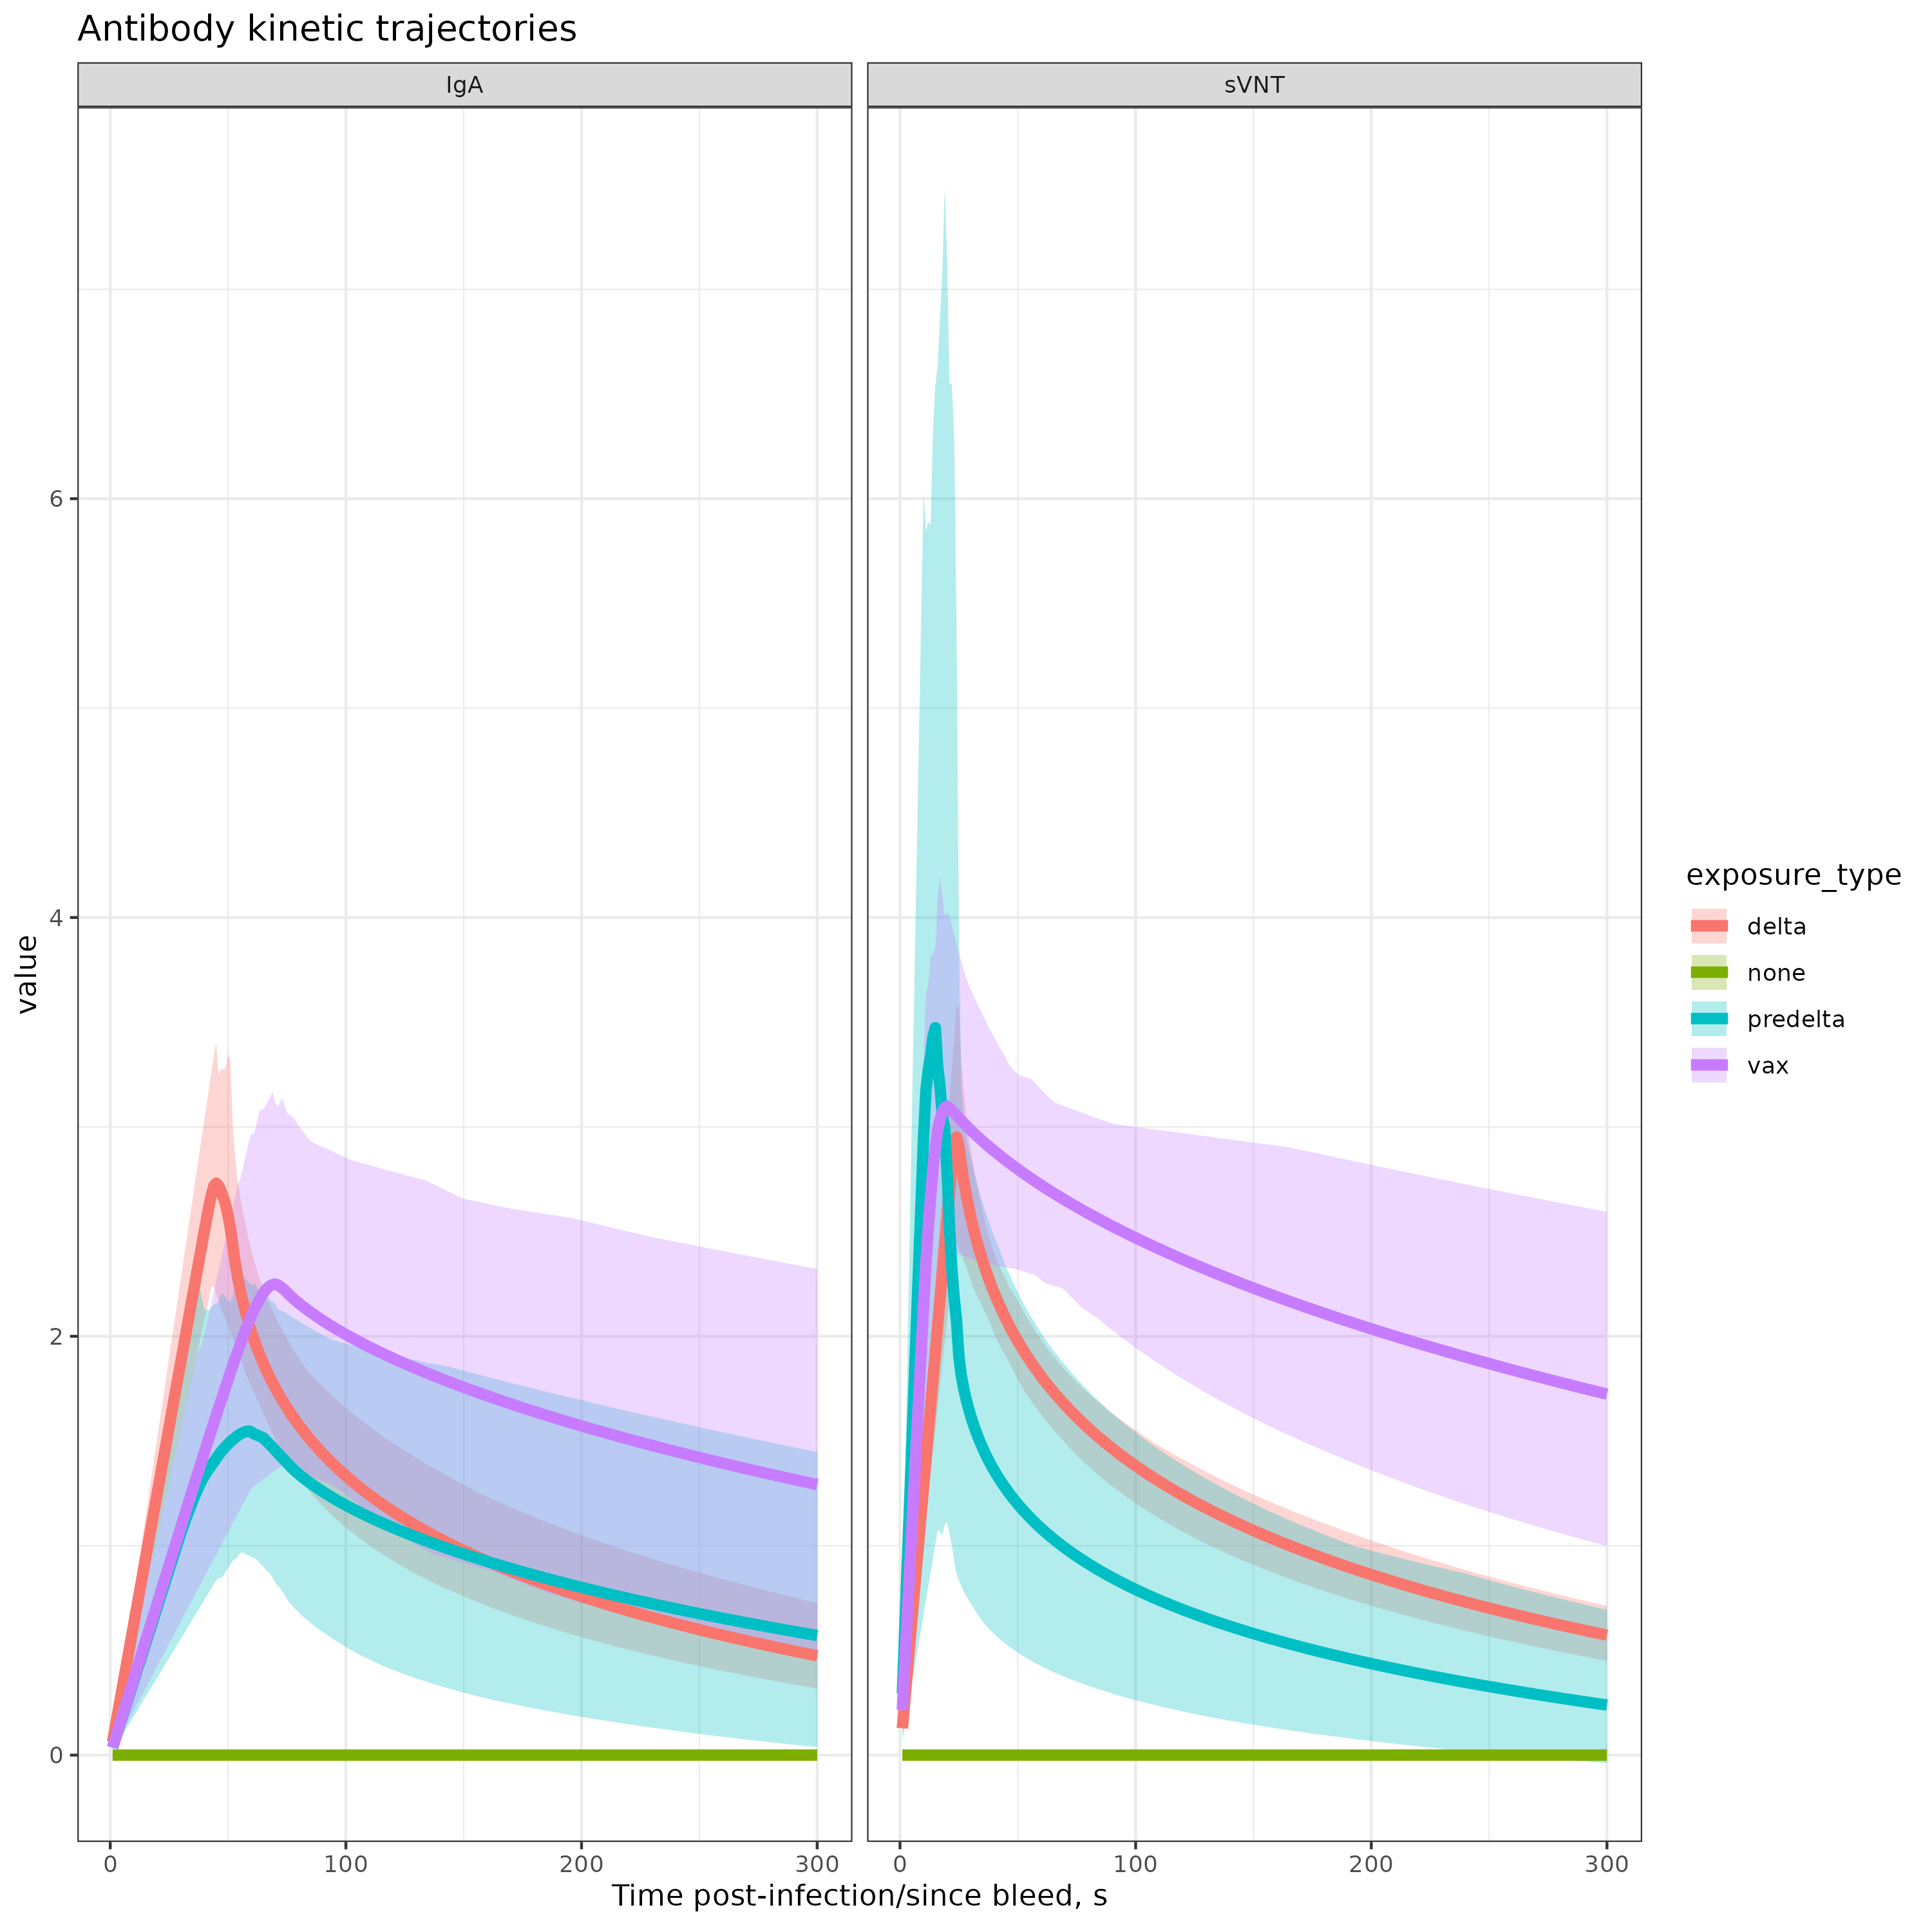 Antibody kinetic trajectories
IgA
sVNT
value
6
4
2
0
0
100
200
300
0
100
200
300
Time post-infection/since bleed, s
exposure_type
delta
none
predelta
vax